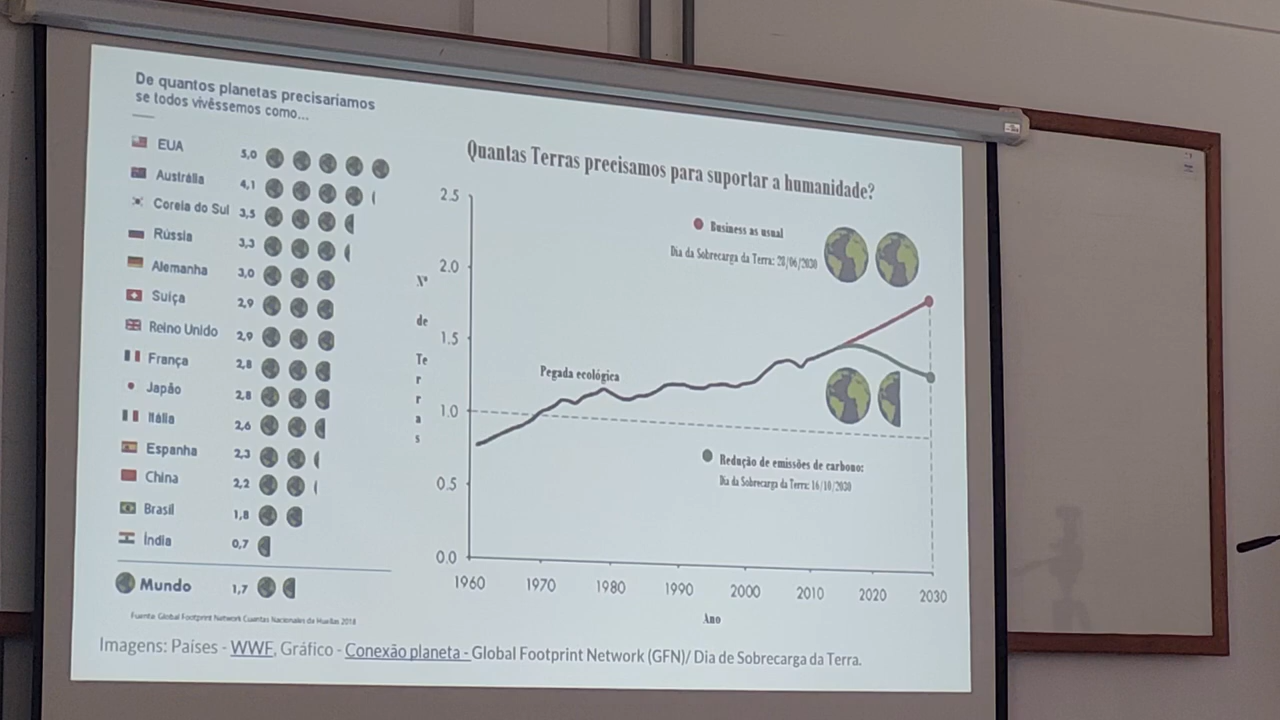 De quantos planetas precisaríamos
se todos vivêssemos como...
EUA 5,0
Austrália 4,1
Coreia do Sul 3,5
Rússia 3,3
Alemanha 3,0
Suíça 2,9
Reino Unido 2,9
França 2,8
Japão 2,8
Itália 2,6
Espanha 2,3
China 2,2
Brasil 1,8
Índia 0,7
Mundo 1,7
Fuente: Global Footprint Network Cuentas Nacionales de Huellas 2018
Quantas Terras precisamos para suportar a humanidade?
2.5
2.0
1.5
1.0
0.5
0.0
Nº
de
Te
r
r
a
s
Business as usual
Dia da Sobrecarga da Terra: 28/06/2030
Pegada ecológica
Redução de emissões de carbono:
Dia da Sobrecarga da Terra: 16/10/2030
1960 1970 1980 1990 2000 2010 2020 2030
Ano
Imagens: Países - WWF, Gráfico - Conexão planeta - Global Footprint Network (GFN)/ Dia de Sobrecarga da Terra.